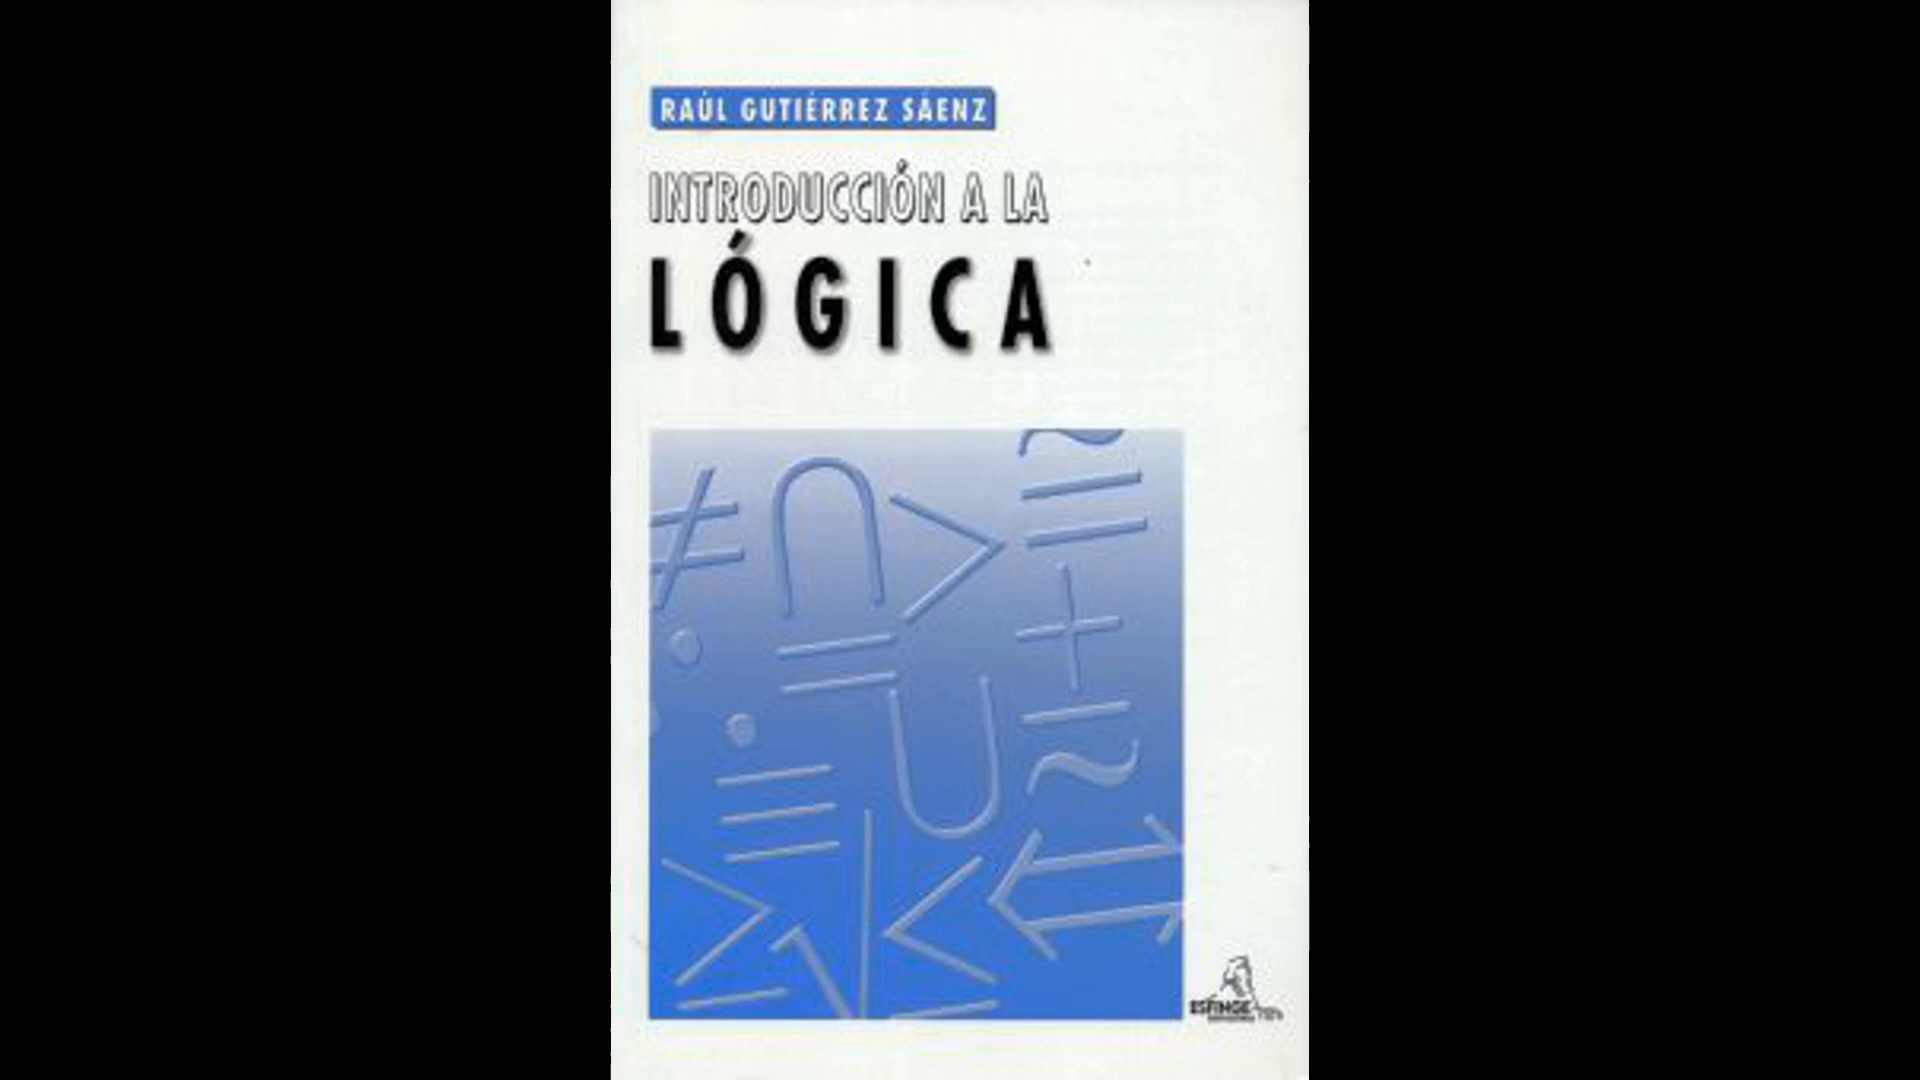 RAÚL GUTIÉRREZ SÁENZ
INTRODUCCIÓN A LA
LÓGICA
ESFINGE